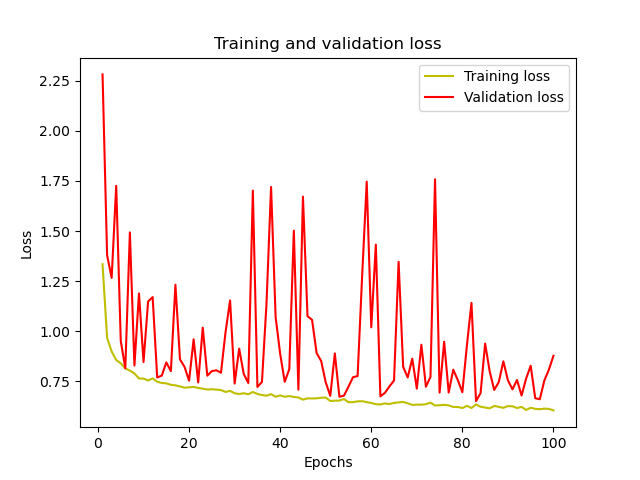 Training and validation loss
Training loss
Validation loss
2.25
2.00
1.75
1.50
1.25
1.00
0.75
Loss
0
20
40
60
80
100
Epochs